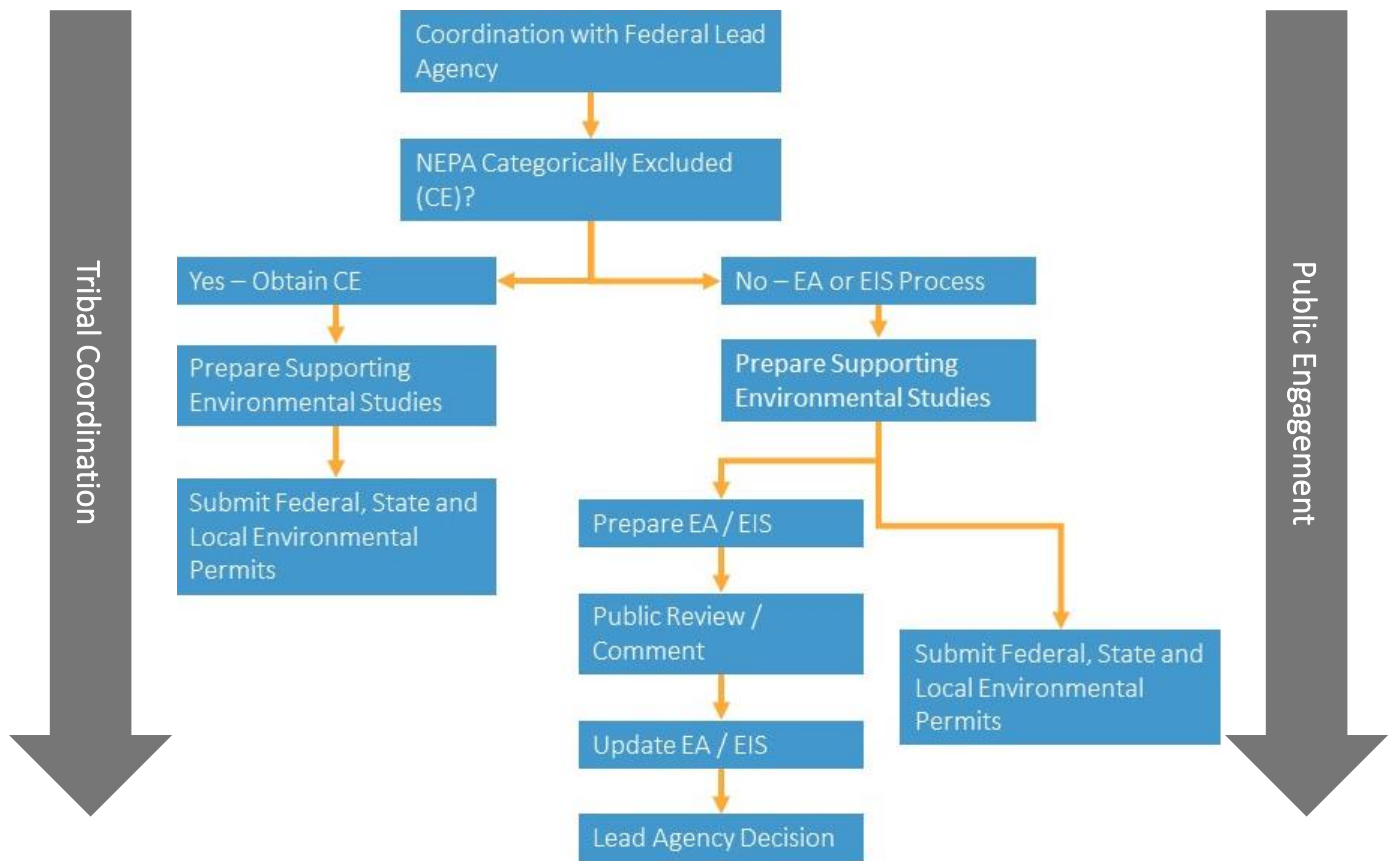 Coordination with Federal Lead
Agency
NEPA Categorically Excluded
(CE)?
Yes – Obtain CE
No – EA or EIS Process
Prepare Supporting
Environmental Studies
Prepare Supporting
Environmental Studies
Submit Federal, State and
Local Environmental
Permits
Prepare EA / EIS
Public Review /
Comment
Submit Federal, State and
Local Environmental
Permits
Update EA / EIS
Lead Agency Decision
Tribal Coordination
Public Engagement